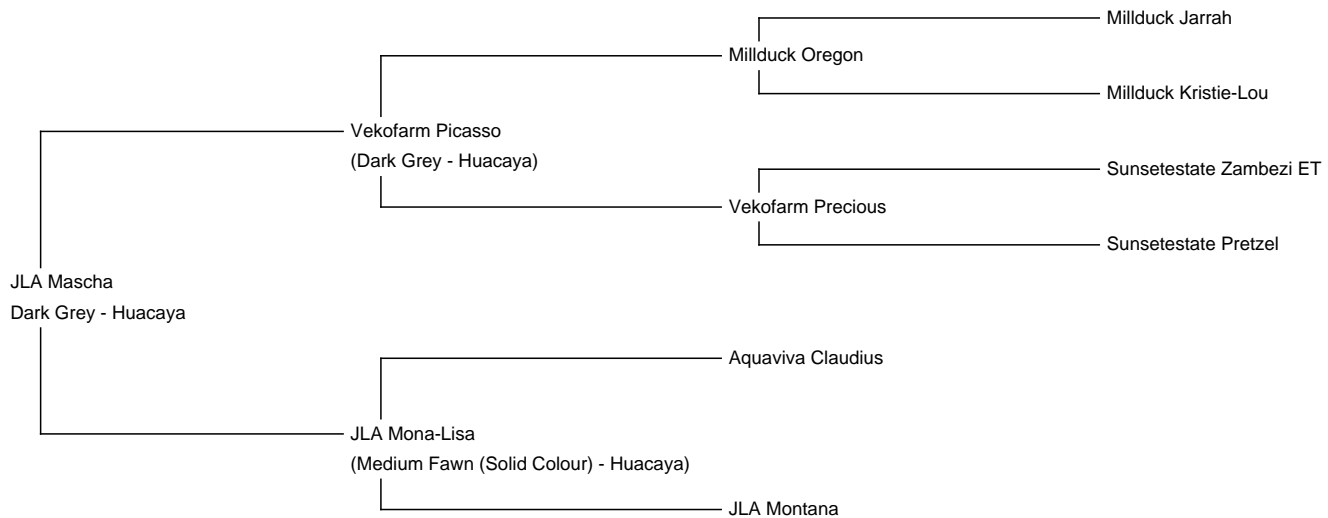 Millduck Jarrah
Millduck Oregon
Millduck Kristie-Lou
Vekofarm Picasso
(Dark Grey - Huacaya)
Sunsetestate Zambezi ET
Vekofarm Precious
Sunsetestate Pretzel
JLA Mascha
Dark Grey - Huacaya
Aquaviva Claudius
JLA Mona-Lisa
(Medium Fawn (Solid Colour) - Huacaya)
JLA Montana